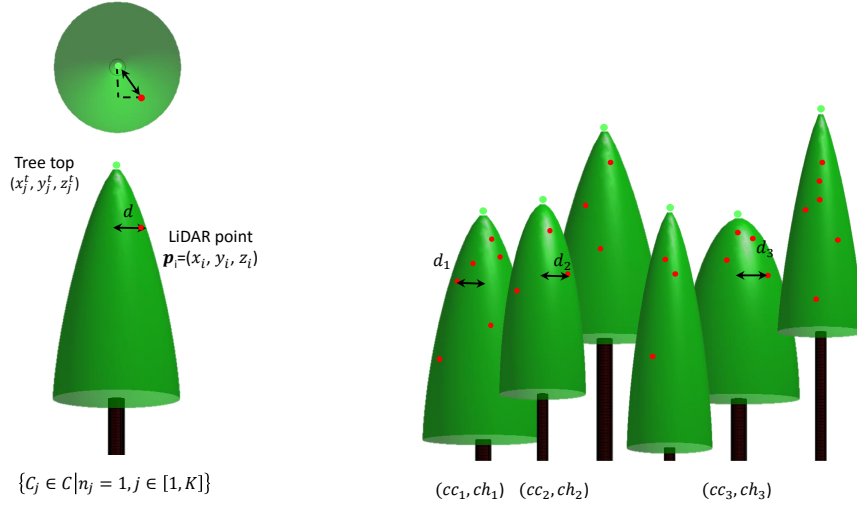 Tree top
(x_j^t, y_j^t, z_j^t)
d
LiDAR point
p_i=(x_i, y_i, z_i)
{C_j ∈ C|n_j = 1, j ∈ [1, K]}
d_1
d_2
d_3
(cc_1, ch_1)
(cc_2, ch_2)
(cc_3, ch_3)